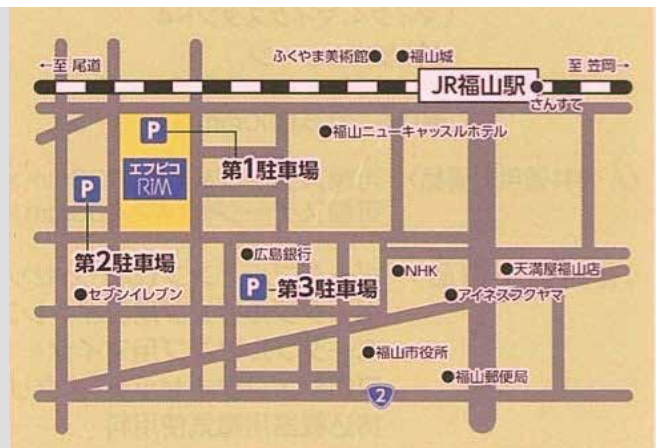 ←至 尾道
ふくやま美術館●
●福山城
至 笠岡→
JR福山駅
さんすて
P
エフピコ
RiM
第1駐車場
●福山ニューキャッスルホテル
P
第2駐車場
●セブンイレブン
●広島銀行
P
第3駐車場
●NHK
●天満屋福山店
●アイネスフクヤマ
●福山市役所
●福山郵便局
2